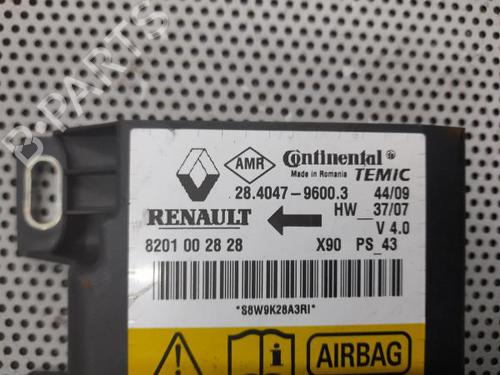 B-PARTS
AMR Continental
Made in Romania TEMIC
28.4047-9600.3 44/09
RENAULT HW_37/07
V 4.0
8201 00 28 28 X90 PS_43
*S8W9K28A3RI*
i
AIRBAG